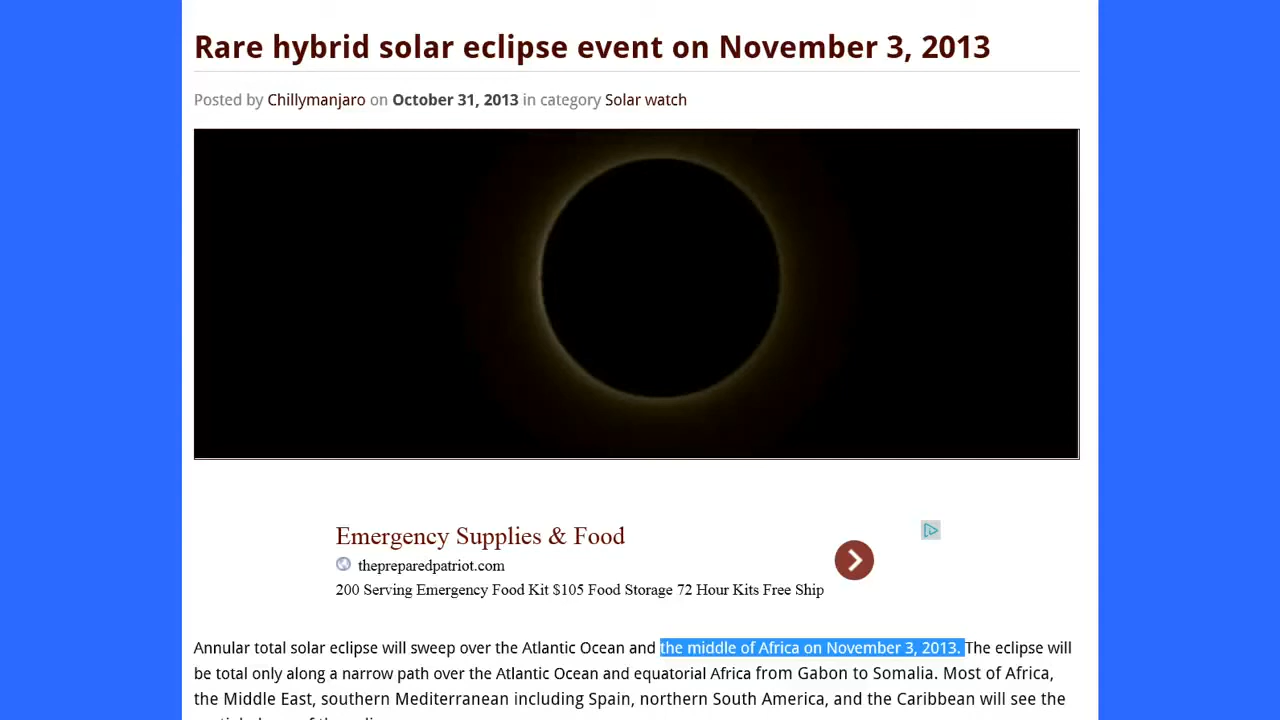 Rare hybrid solar eclipse event on November 3, 2013
Posted by Chillymanjaro on October 31, 2013 in category Solar watch
Emergency Supplies & Food
thepreparedpatriot.com
200 Serving Emergency Food Kit $105 Food Storage 72 Hour Kits Free Ship
Annular total solar eclipse will sweep over the Atlantic Ocean and the middle of Africa on November 3, 2013. The eclipse will
be total only along a narrow path over the Atlantic Ocean and equatorial Africa from Gabon to Somalia. Most of Africa,
the Middle East, southern Mediterranean including Spain, northern South America, and the Caribbean will see the